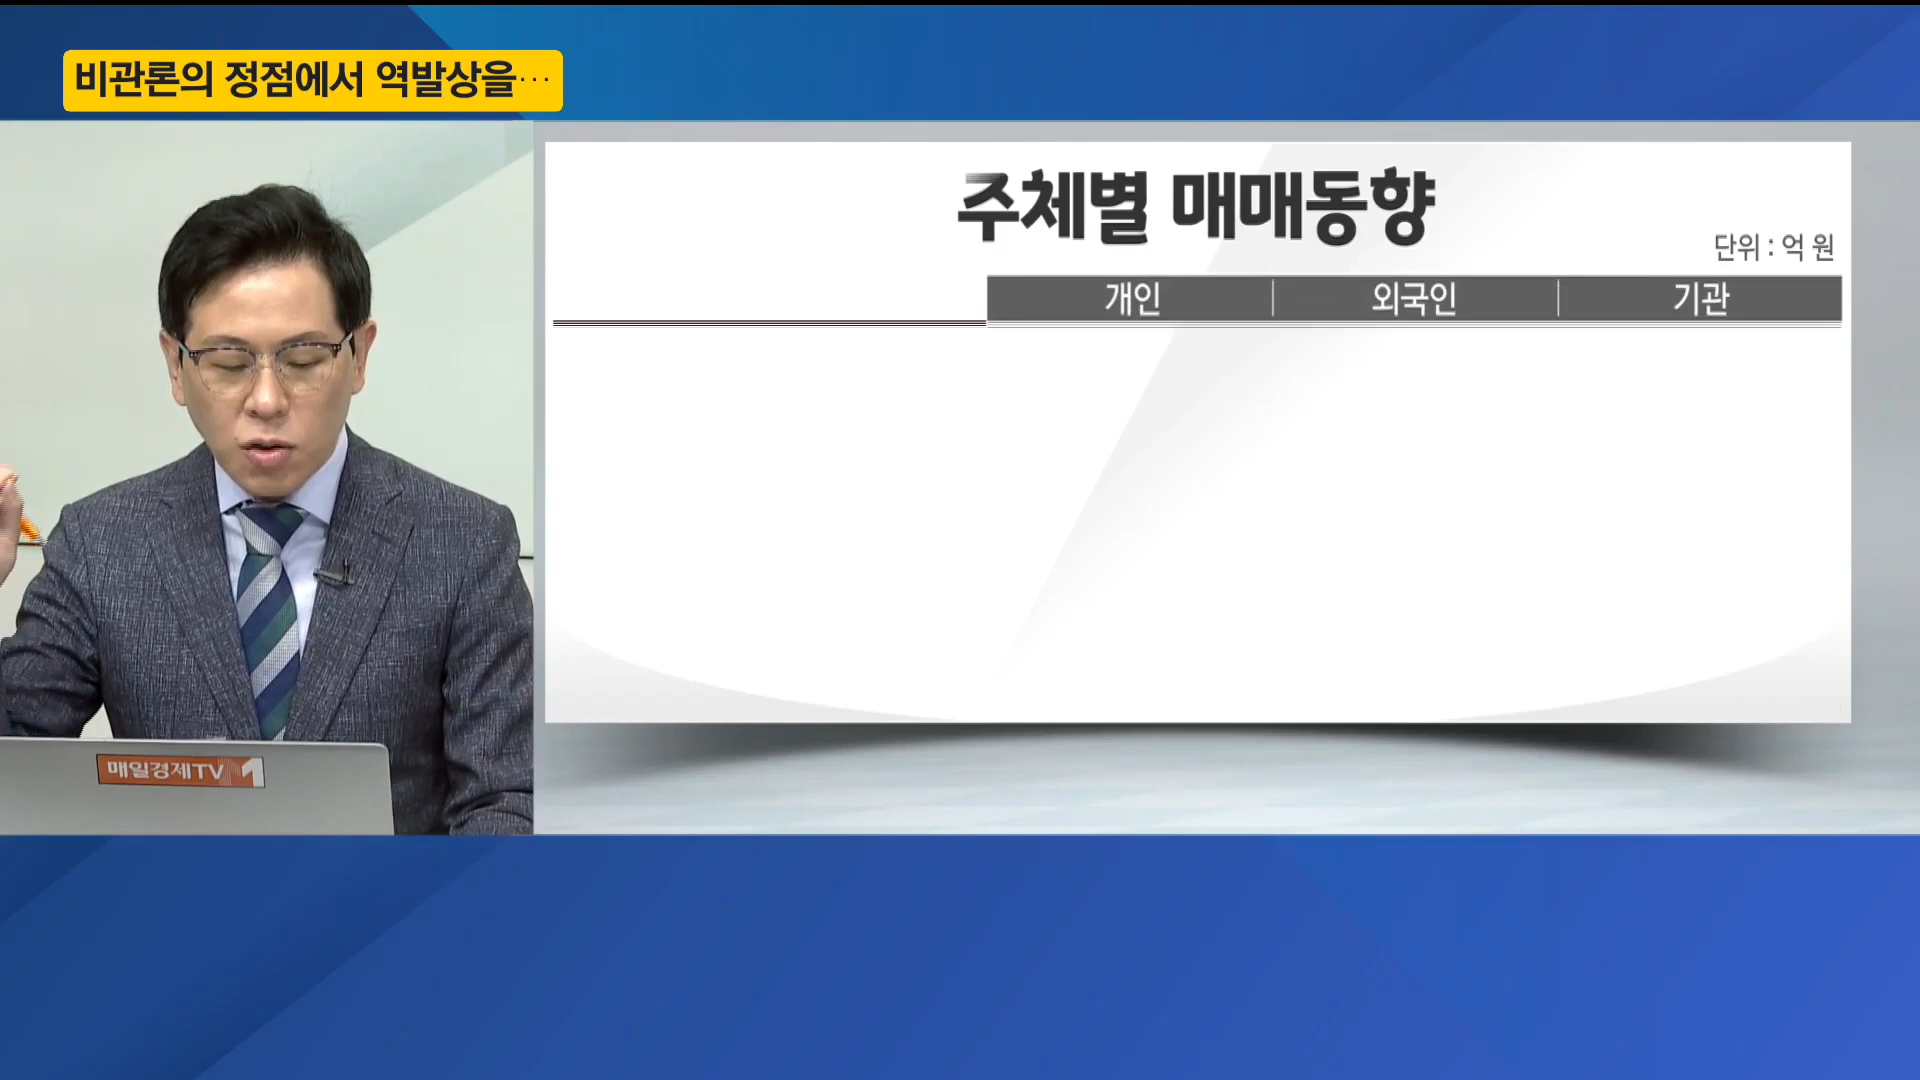 비관론의 정점에서 역발상을…
주체별 매매동향
단위 : 억 원
개인 외국인 기관
매일경제TV M